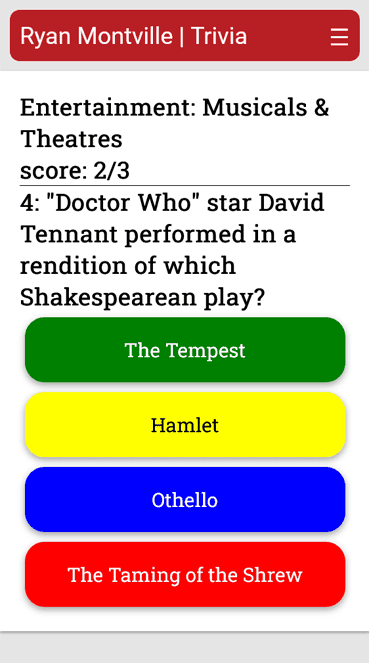 Ryan Montville | Trivia
Entertainment: Musicals &
Theatres
score: 2/3
4: "Doctor Who" star David
Tennant performed in a
rendition of which
Shakespearean play?
The Tempest
Hamlet
Othello
The Taming of the Shrew